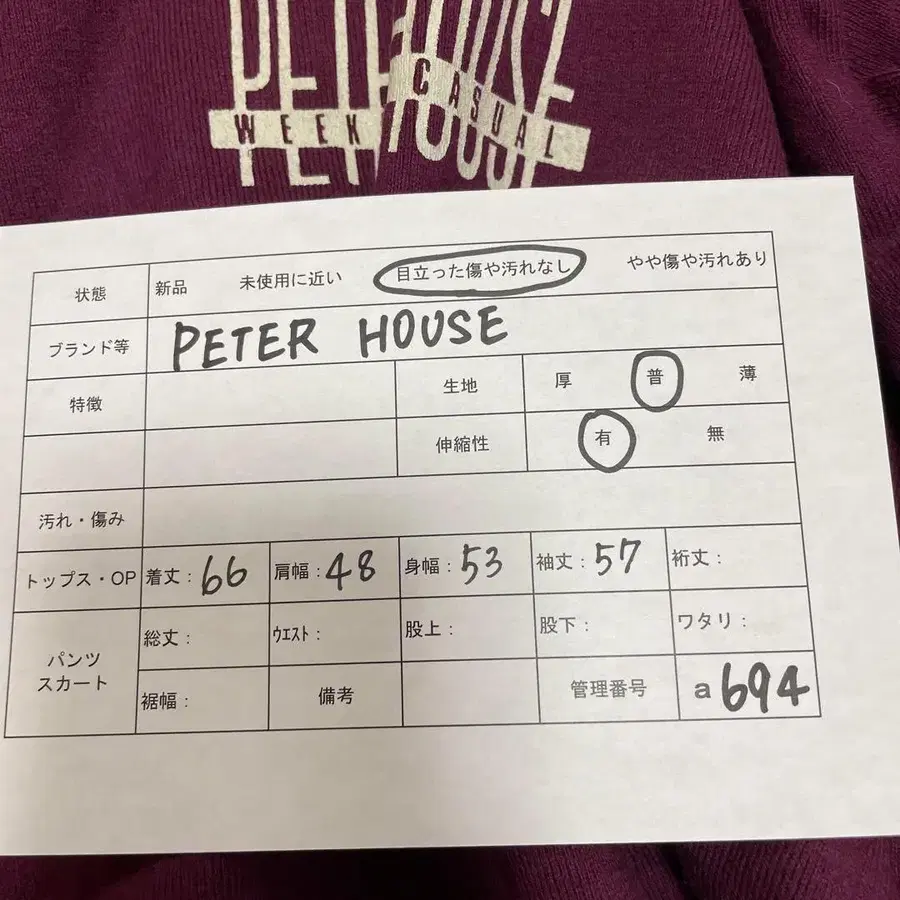 PETERHOUSE
WEEK CASUAL
状態 新品 未使用に近い 目立った傷や汚れなし やや傷や汚れあり
ブランド等 PETER HOUSE
特徴 生地 厚 普 薄
伸縮性 有 無
汚れ・傷み
トップス・OP 着丈： 66 肩幅： 48 身幅： 53 袖丈： 57 裄丈：
パンツ スカート 総丈： ウエスト： 股上： 股下： ワタリ：
裾幅： 備考 管理番号 a694